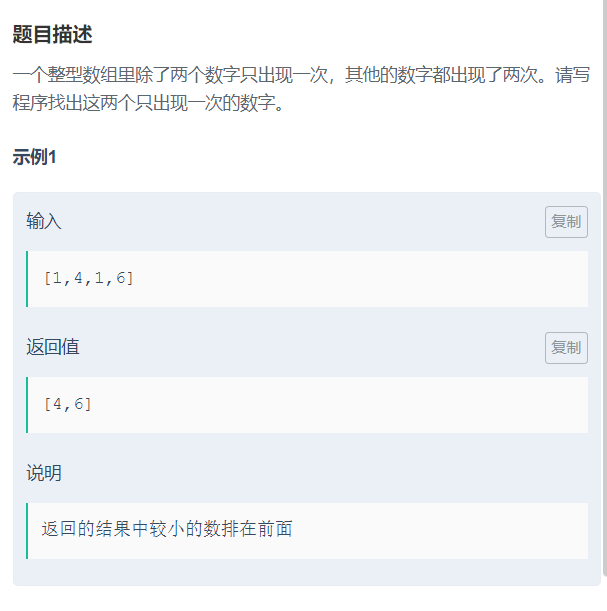 题目描述
一个整型数组里除了两个数字只出现一次，其他的数字都出现了两次。请写
程序找出这两个只出现一次的数字。
示例1
输入
复制
[1,4,1,6]
返回值
复制
[4,6]
说明
返回的结果中较小的数排在前面